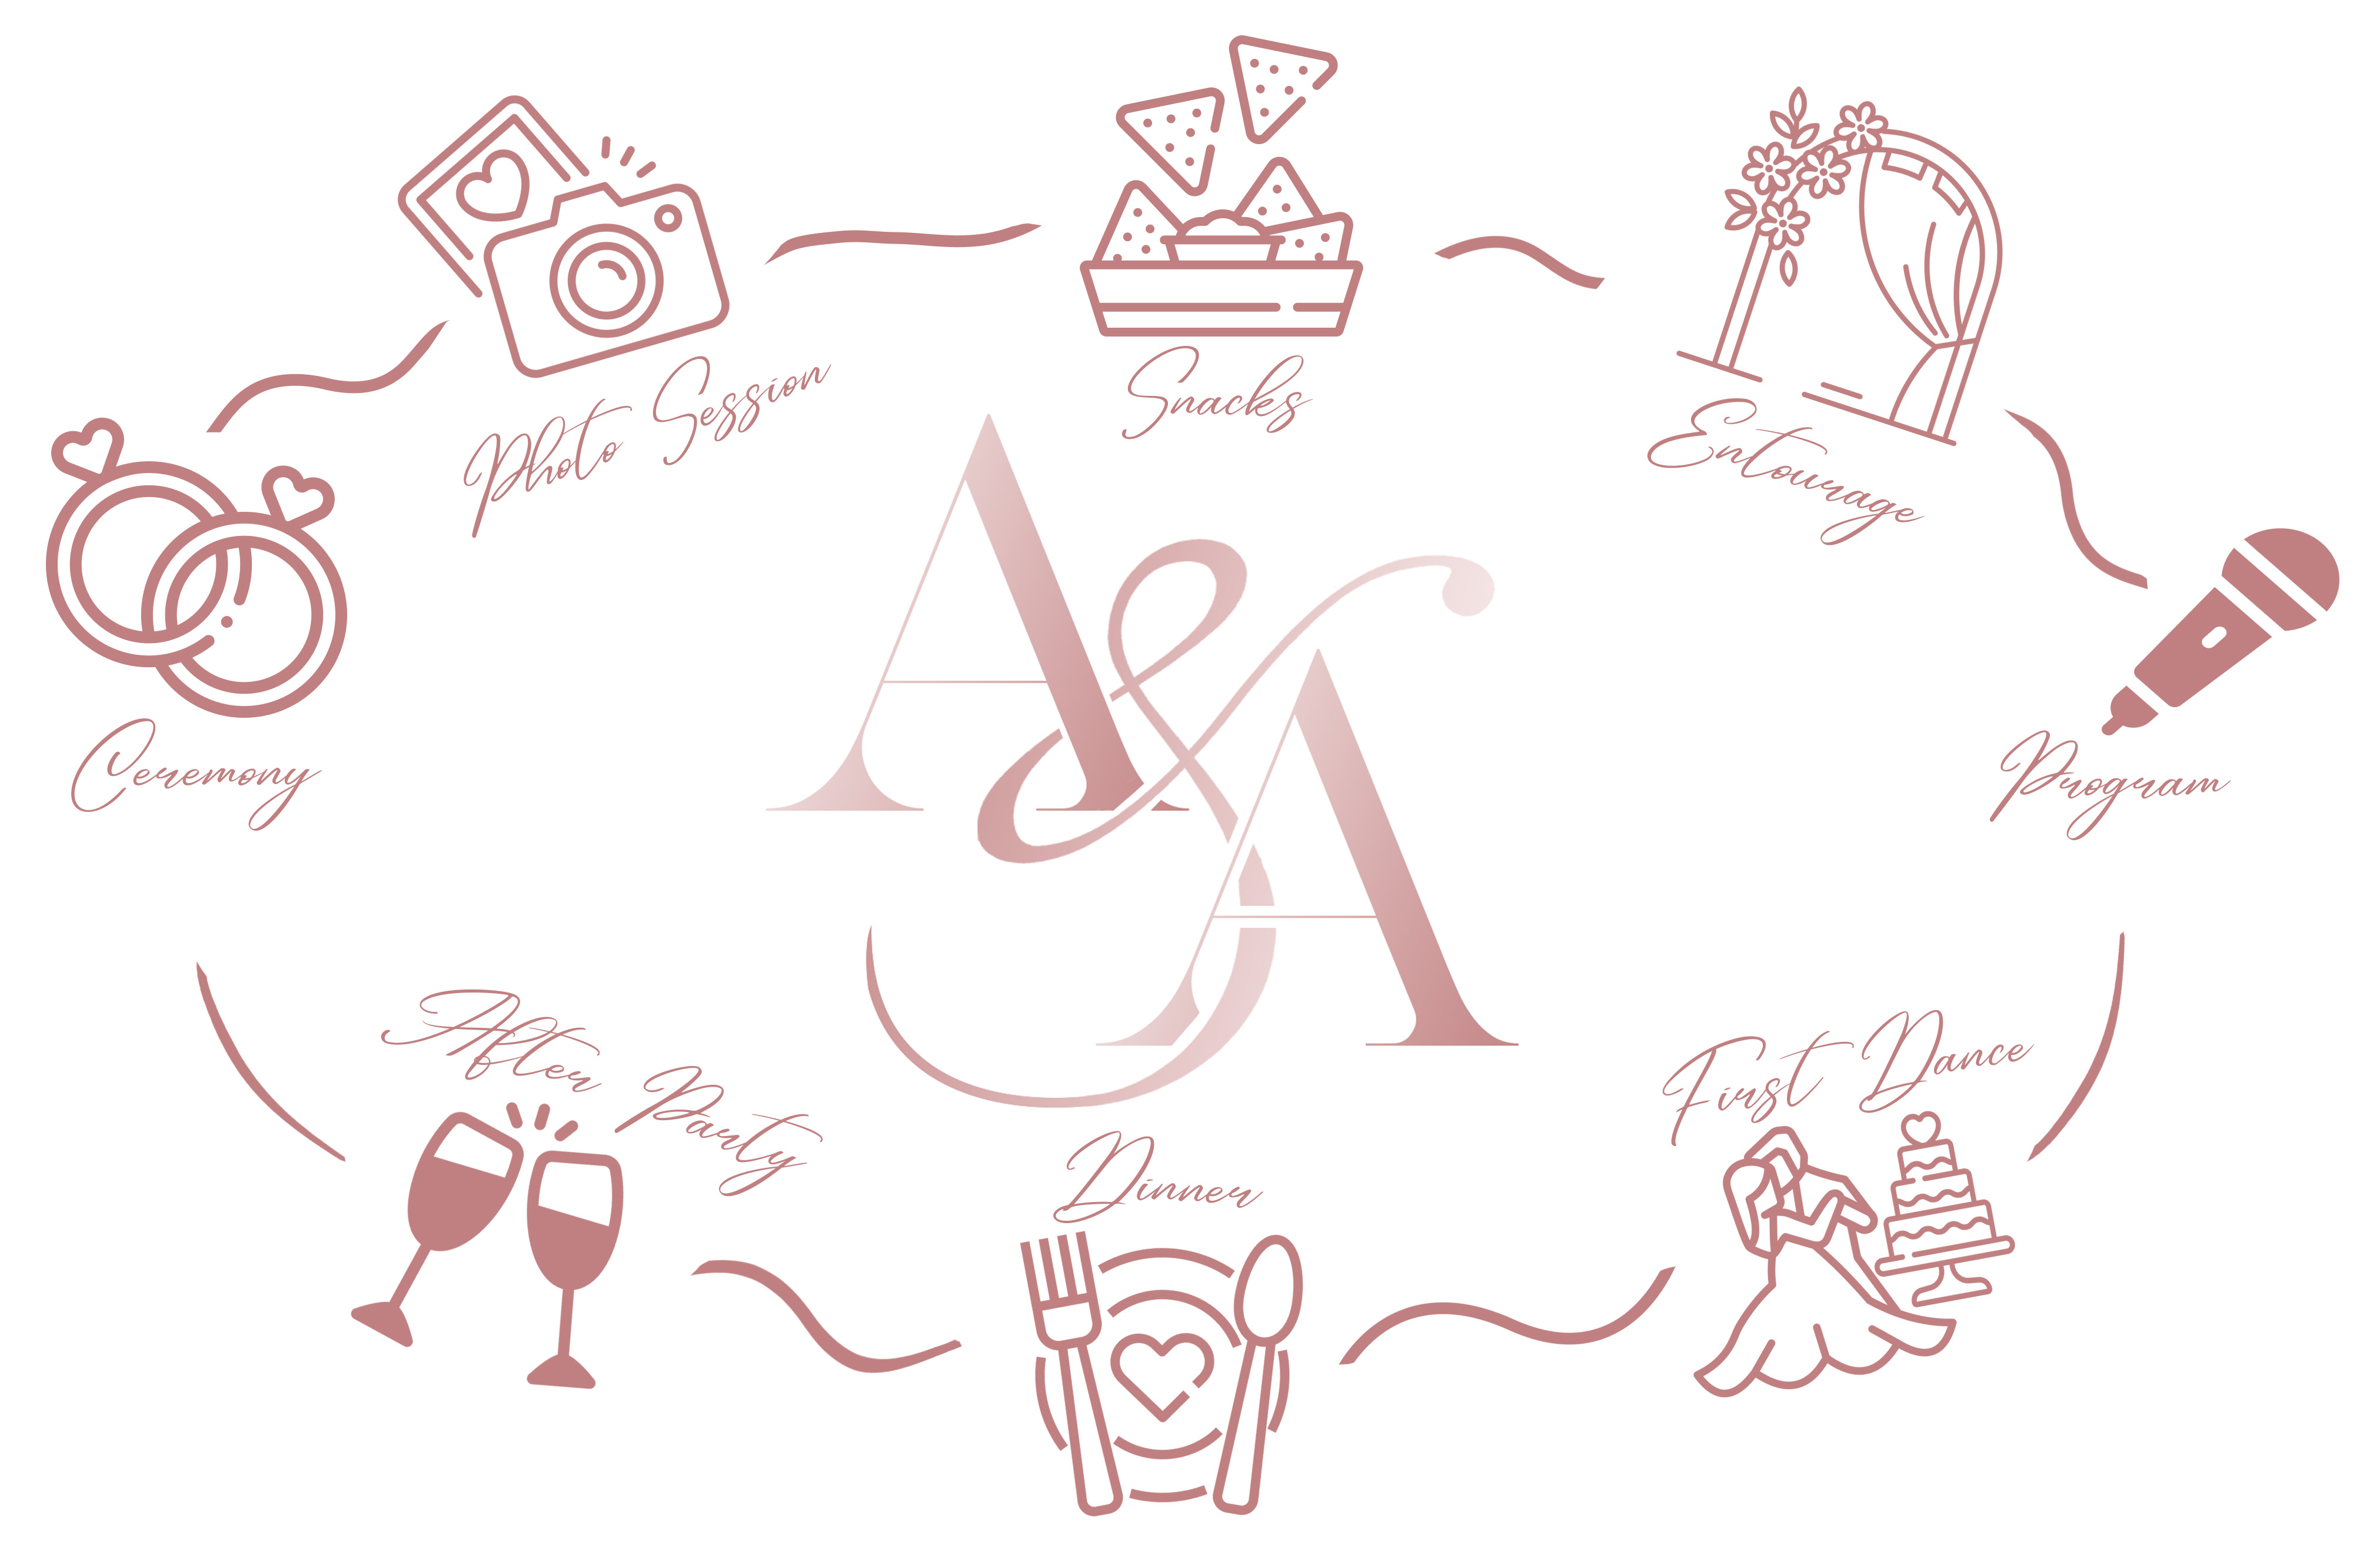 Photo Session
Snacks
Entourage
Ceremony
A & A
Program
After Party
First Dance
Dinner